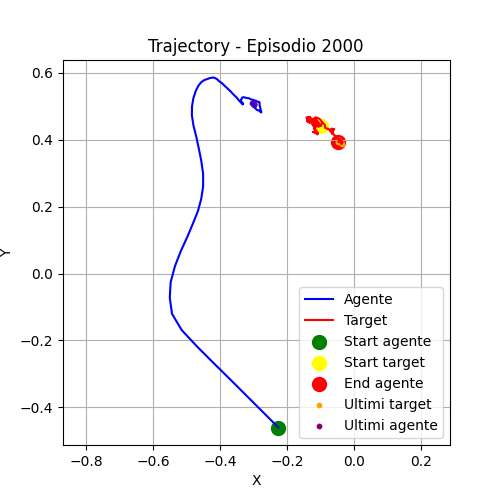 Trajectory - Episodio 2000
0.6
0.4
0.2
0.0
−0.2
−0.4
Y
Agente
Target
Start agente
Start target
End agente
Ultimi target
Ultimi agente
−0.8 −0.6 −0.4 −0.2 0.0 0.2
X